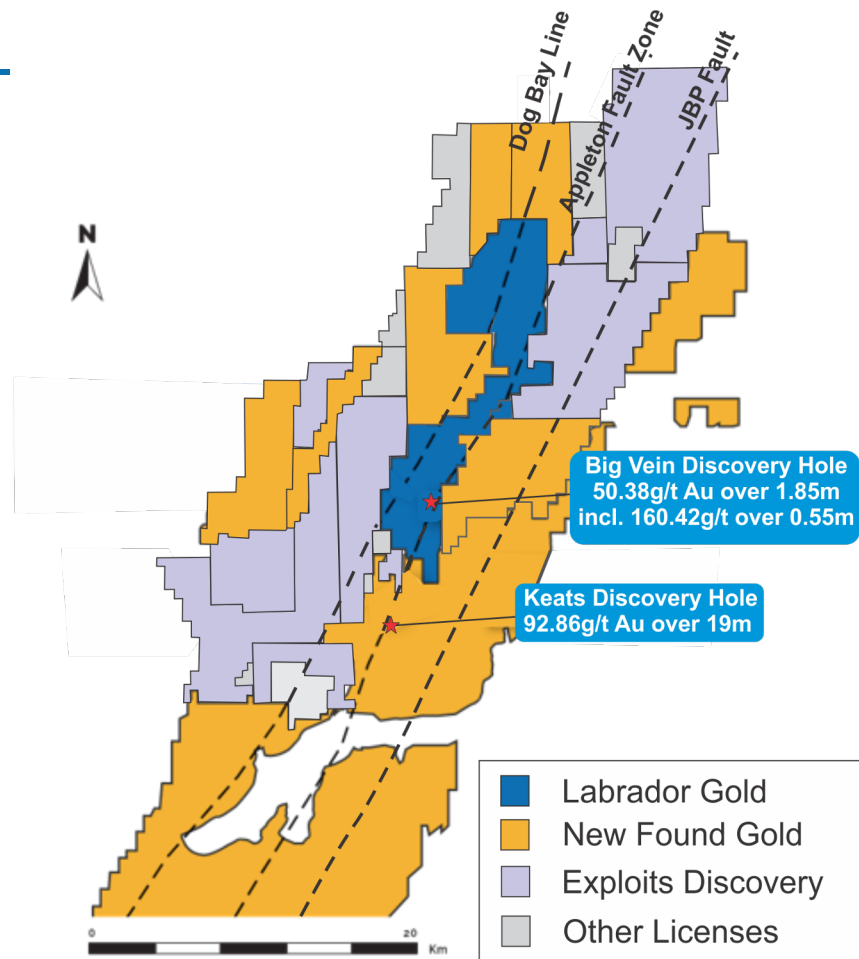 Dog Bay Line
Appleton Fault Zone
JBP Fault
N
Big Vein Discovery Hole
50.38g/t Au over 1.85m
incl. 160.42g/t over 0.55m
Keats Discovery Hole
92.86g/t Au over 19m
Labrador Gold
New Found Gold
Exploits Discovery
Other Licenses
0 20
Km